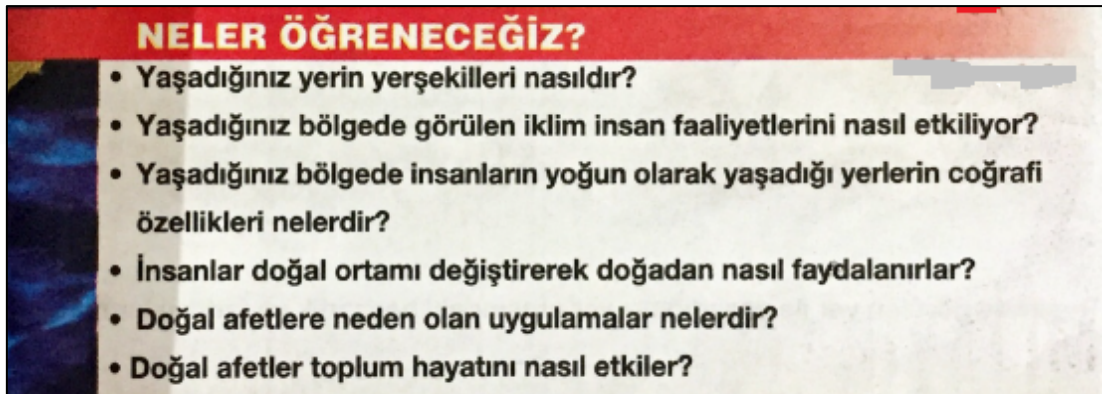 NELER ÖĞRENECEĞİZ?
• Yaşadığınız yerin yerşekilleri nasıldır?
• Yaşadığınız bölgede görülen iklim insan faaliyetlerini nasıl etkiliyor?
• Yaşadığınız bölgede insanların yoğun olarak yaşadığı yerlerin coğrafi
özellikleri nelerdir?
• İnsanlar doğal ortamı değiştirerek doğadan nasıl faydalanırlar?
• Doğal afetlere neden olan uygulamalar nelerdir?
• Doğal afetler toplum hayatını nasıl etkiler?